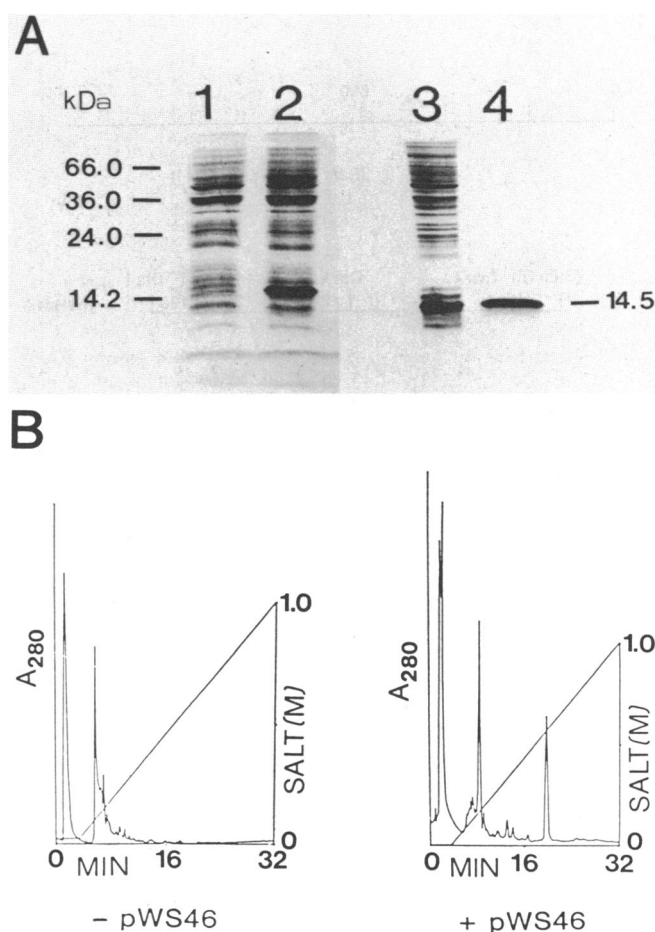 A
kDa 1 2 3 4
66.0
36.0
24.0
14.2
14.5
B
A280
1.0
SALT(M)
0
0 MIN 16 32
- pWS46
A280
1.0
SALT(M)
0
0 MIN 16 32
+ pWS46